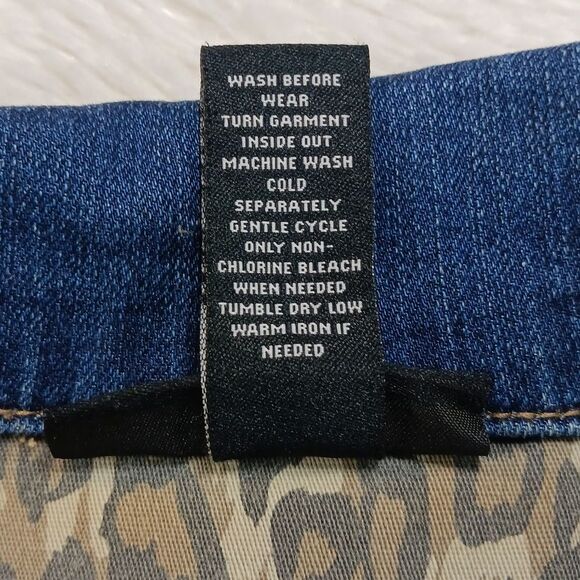 WASH BEFORE
WEAR
TURN GARMENT
INSIDE OUT
MACHINE WASH
COLD
SEPARATELY
GENTLE CYCLE
ONLY NON-
CHLORINE BLEACH
WHEN NEEDED
TUMBLE DRY LOW
WARM IRON IF
NEEDED